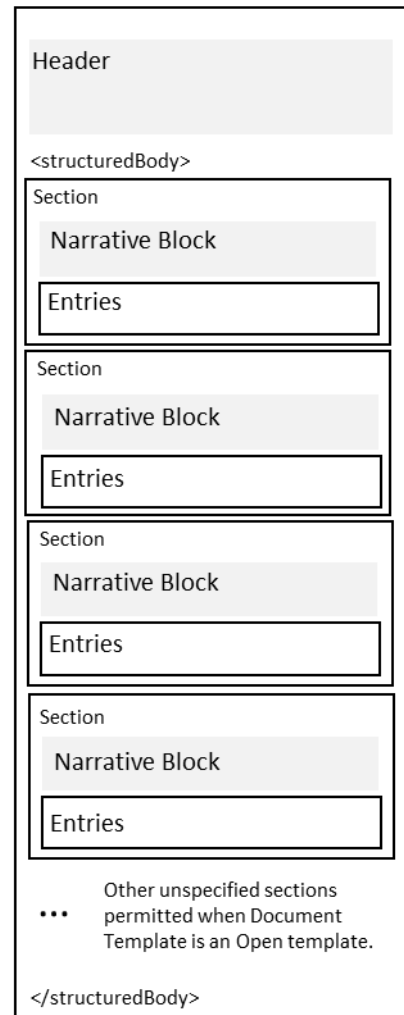 Header
<structuredBody>
Section
Narrative Block
Entries
Section
Narrative Block
Entries
Section
Narrative Block
Entries
Section
Narrative Block
Entries
... Other unspecified sections
permitted when Document
Template is an Open template.
</structuredBody>